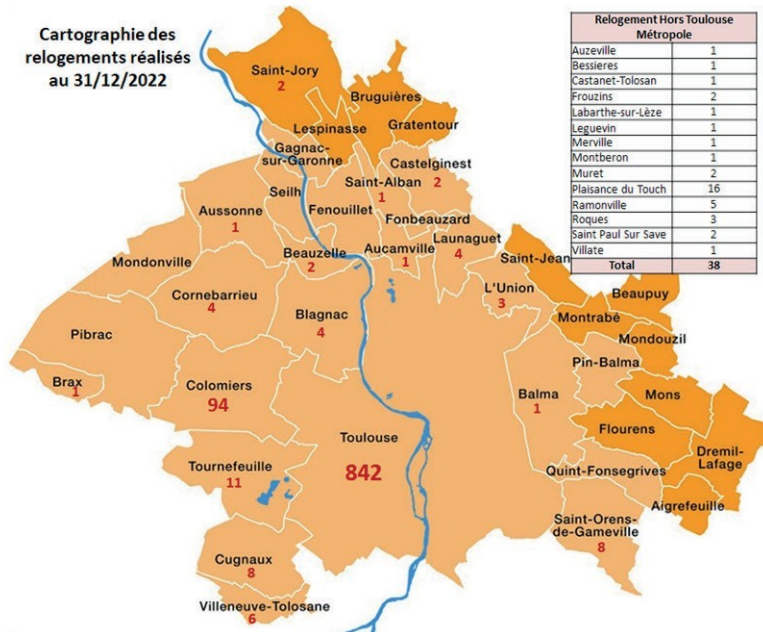 Cartographie des
relogements réalisés
au 31/12/2022
Relogement Hors Toulouse
Métropole
Auzeville 1
Bessieres 1
Castanet-Tolosan 1
Frouzins 2
Labarthe-sur-Lèze 1
Leguevin 1
Merville 1
Montberon 1
Muret 2
Plaisance du Touch 16
Ramonville 5
Roques 3
Saint Paul Sur Save 2
Villate 1
Total 38
Saint-Jory
2
Bruguières
Lespinasse
Gratentour
Gagnac-
sur-Garonne
Castelginest
2
Saint-Alban
1
Seilh
Fenouillet
Aussonne
1
Fonbeauzard
Launaguet
4
Beauzelle
2
Aucamville
1
Saint-Jean
Mondonville
Cornebarrieu
4
L'Union
3
Beaupuy
Blagnac
4
Montrabé
Mondouzil
Pibrac
Pin-Balma
Brax
1
Colomiers
94
Balma
1
Mons
Flourens
Toulouse
842
Dremil-
Lafage
Tournefeuille
11
Quint-Fonsegrives
Aigrefeuille
Saint-Orens-
de-Gameville
8
Cugnaux
8
Villeneuve-Tolosane
6